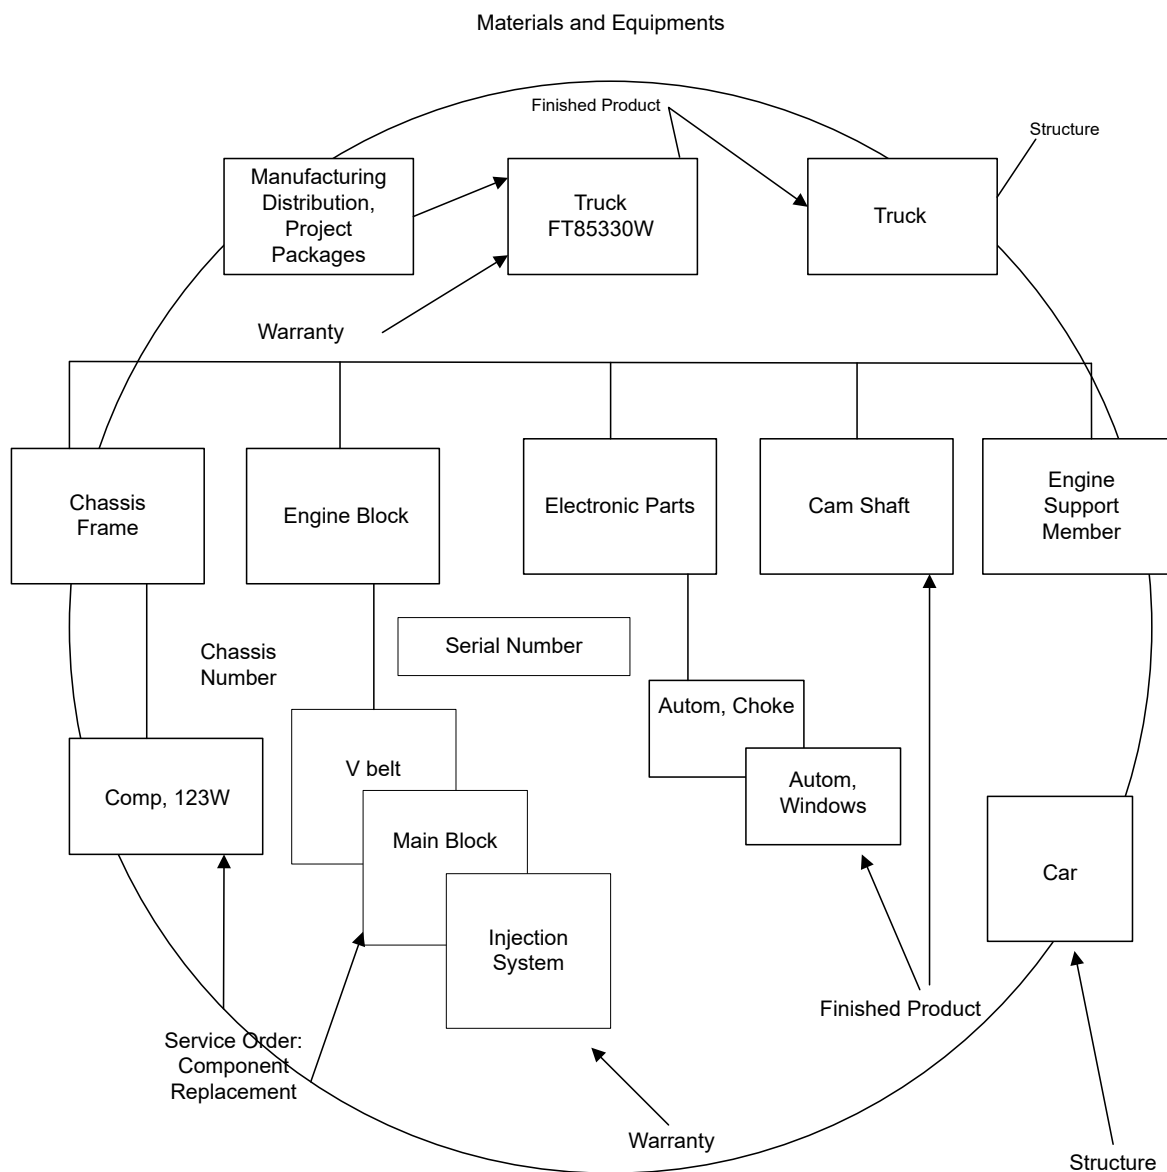 Materials and Equipments
Finished Product
Structure
Manufacturing
Distribution,
Project
Packages
Truck
FT85330W
Truck
Warranty
Chassis
Frame
Engine Block
Electronic Parts
Cam Shaft
Engine
Support
Member
Chassis
Number
Serial Number
Autom, Choke
Comp, 123W
V belt
Autom,
Windows
Main Block
Car
Injection
System
Finished Product
Service Order:
Component
Replacement
Warranty
Structure